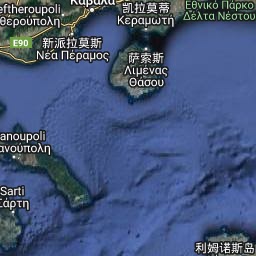 Καβάλα
eftheroupoli
θερούπολη
凯拉莫蒂
Κεραμωτή
Εθνικό Πάρκο
Δέλτα Νέστου
E90
新派拉莫斯
Νέα Πέραμος
萨索斯
Λιμένας
Θάσου
anoupoli
νούπολη
Sarti
Σάρτη
利姆诺斯岛